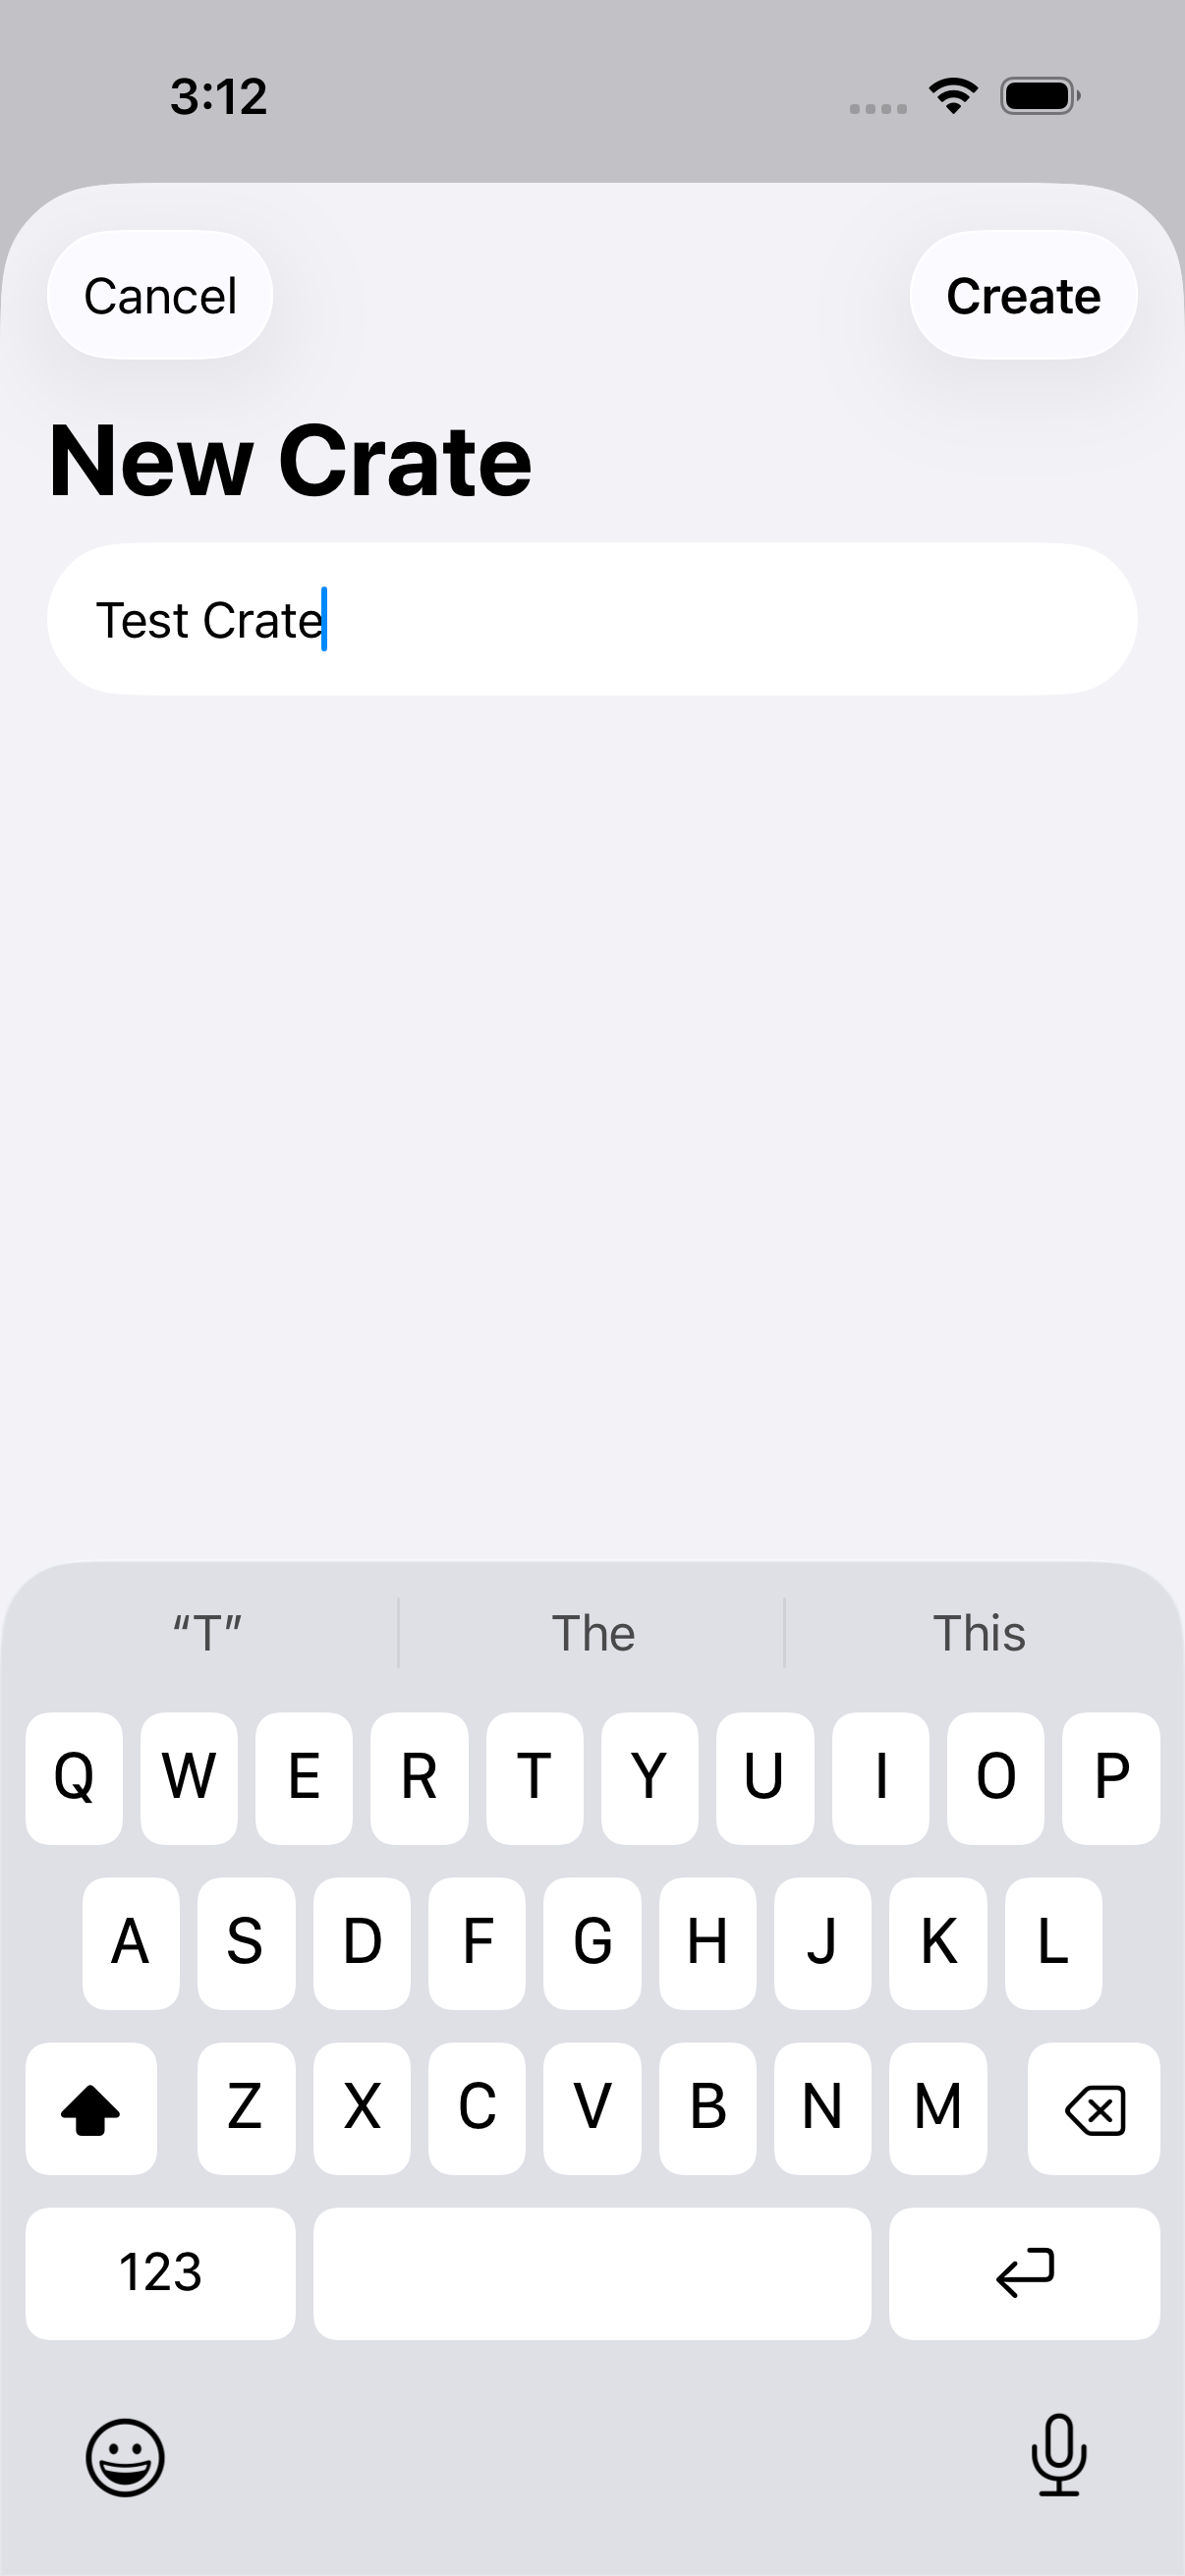 3:12
Cancel Create
New Crate
Test Crate
“T” The This
Q W E R T Y U I O P
A S D F G H J K L
Z X C V B N M
123